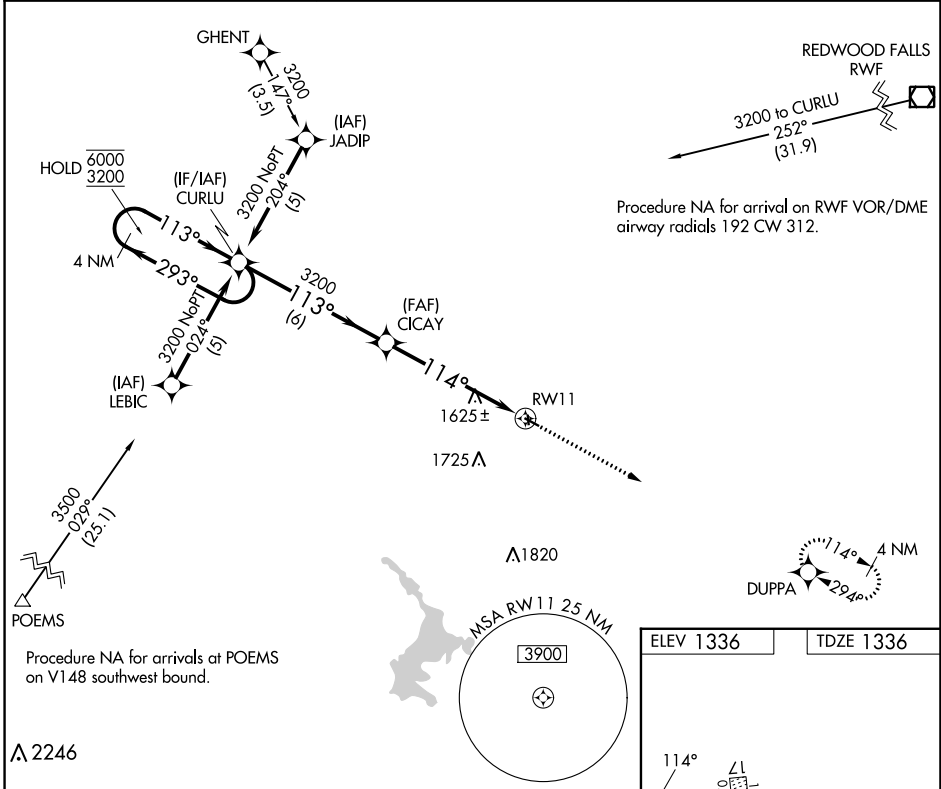 GHENT
3200
147°
(3.5)
(IAF)
JADIP
REDWOOD FALLS
RWF
3200 to CURLU
252°
(31.9)
Procedure NA for arrival on RWF VOR/DME
airway radials 192 CW 312.
HOLD 6000
3200
(IF/IAF)
CURLU
3200 NoPT
204°
(5)
113°
4 NM
293°
3200
113°
(6)
(FAF)
CICAY
3200 NoPT
024°
(5)
(IAF)
LEBIC
114°
1625±
RW11
1725
3500
029°
(25.1)
POEMS
1820
114°
4 NM
294°
DUPPA
Procedure NA for arrivals at POEMS
on V148 southwest bound.
MSA RW11 25 NM
3900
ELEV 1336
TDZE 1336
2246
114°
17